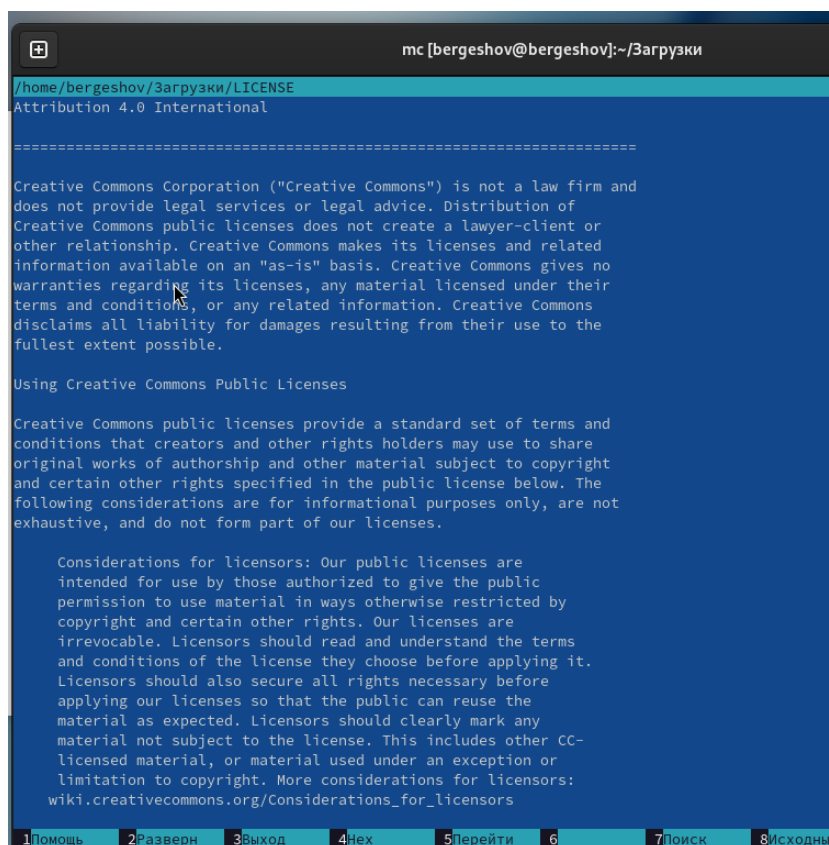 mc [bergeshov@bergeshov]:~/Загрузки
/home/bergeshov/Загрузки/LICENSE
Attribution 4.0 International
=======================================================================
Creative Commons Corporation ("Creative Commons") is not a law firm and
does not provide legal services or legal advice. Distribution of
Creative Commons public licenses does not create a lawyer-client or
other relationship. Creative Commons makes its licenses and related
information available on an "as-is" basis. Creative Commons gives no
warranties regarding its licenses, any material licensed under their
terms and conditions, or any related information. Creative Commons
disclaims all liability for damages resulting from their use to the
fullest extent possible.
Using Creative Commons Public Licenses
Creative Commons public licenses provide a standard set of terms and
conditions that creators and other rights holders may use to share
original works of authorship and other material subject to copyright
and certain other rights specified in the public license below. The
following considerations are for informational purposes only, are not
exhaustive, and do not form part of our licenses.
Considerations for licensors: Our public licenses are
intended for use by those authorized to give the public
permission to use material in ways otherwise restricted by
copyright and certain other rights. Our licenses are
irrevocable. Licensors should read and understand the terms
and conditions of the license they choose before applying it.
Licensors should also secure all rights necessary before
applying our licenses so that the public can reuse the
material as expected. Licensors should clearly mark any
material not subject to the license. This includes other CC-
licensed material, or material used under an exception or
limitation to copyright. More considerations for licensors:
wiki.creativecommons.org/Considerations_for_licensors
1Помощь 2Разверн 3Выход 4Hex 5Перейти 6 7Поиск 8Исходны